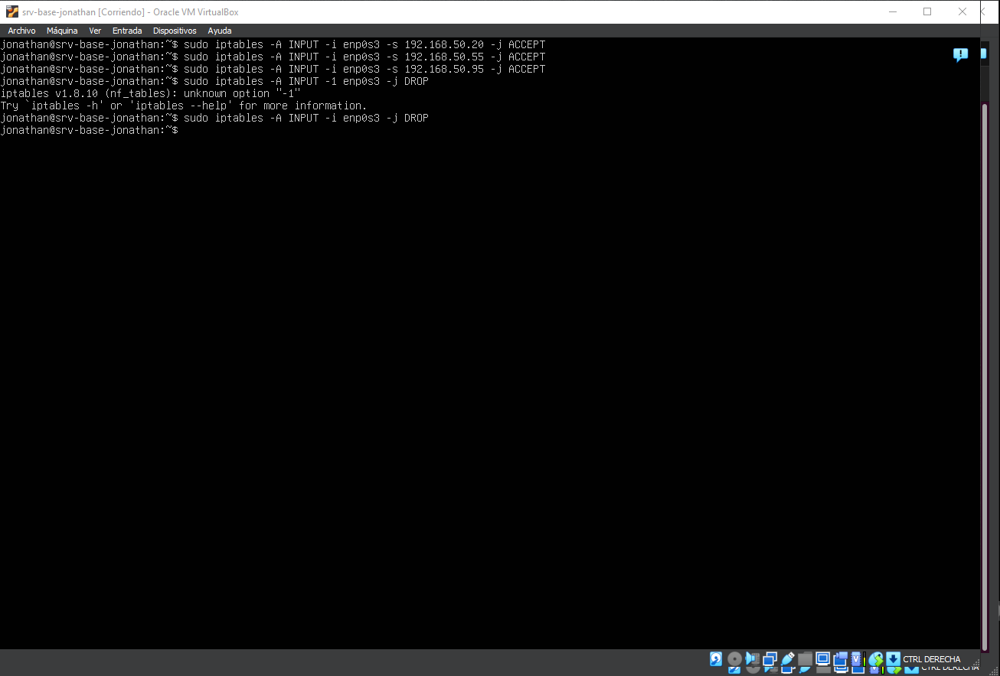 srv-base-jonathan [Corriendo] - Oracle VM VirtualBox
Archivo Máquina Ver Entrada Dispositivos Ayuda
jonathan@srv-base-jonathan:~$ sudo iptables -A INPUT -i enp0s3 -s 192.168.50.20 -j ACCEPT
jonathan@srv-base-jonathan:~$ sudo iptables -A INPUT -i enp0s3 -s 192.168.50.55 -j ACCEPT
jonathan@srv-base-jonathan:~$ sudo iptables -A INPUT -i enp0s3 -s 192.168.50.95 -j ACCEPT
jonathan@srv-base-jonathan:~$ sudo iptables -A INPUT -1 enp0s3 -j DROP
iptables v1.8.10 (nf_tables): unknown option "-1"
Try `iptables -h' or 'iptables --help' for more information.
jonathan@srv-base-jonathan:~$ sudo iptables -A INPUT -i enp0s3 -j DROP
jonathan@srv-base-jonathan:~$
CTRL DERECHA
CTRL DERECHA